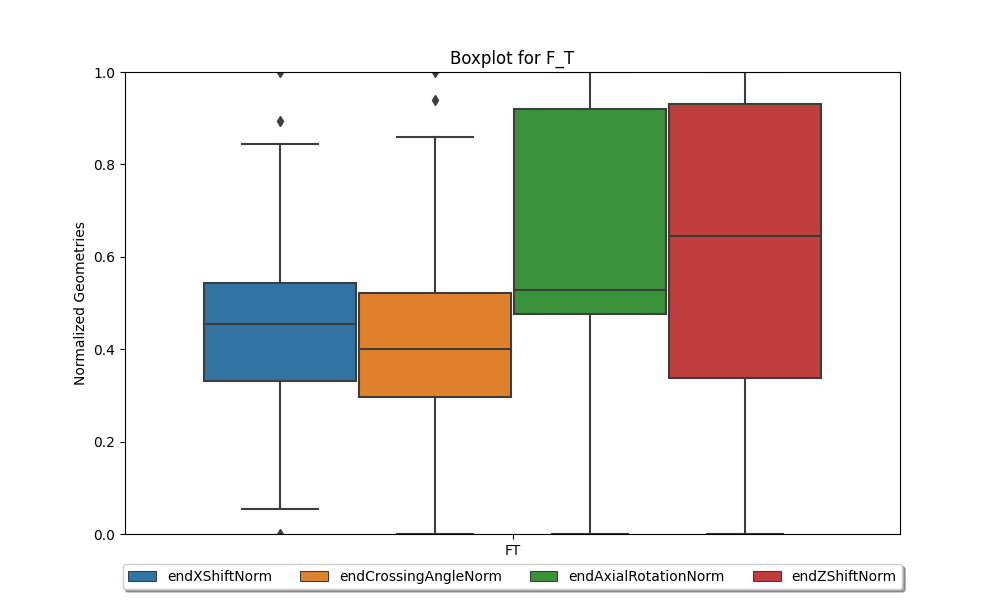 Boxplot for F_T
Normalized Geometries
1.0
0.8
0.6
0.4
0.2
0.0
FT
endXShiftNorm endCrossingAngleNorm endAxialRotationNorm endZShiftNorm